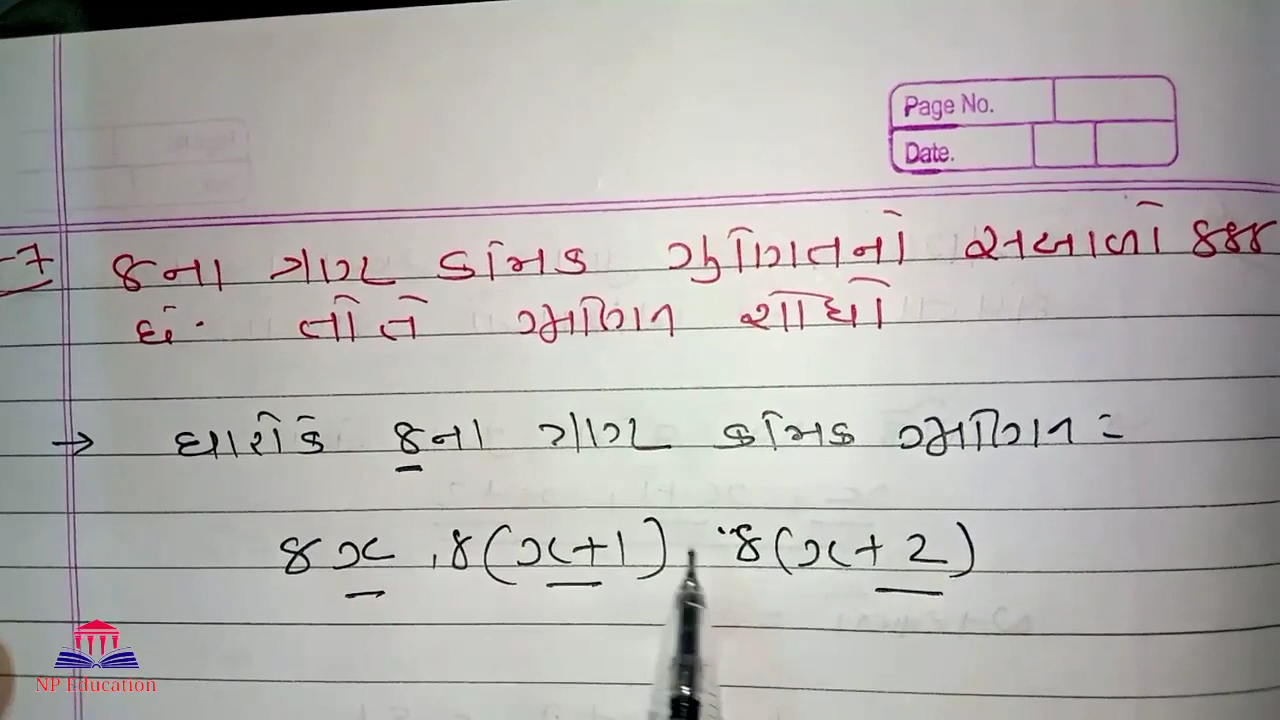 Page No.
Date.
-7 8ના ત્રણ ક્રમિક ગુણિતનો સરવાળો 888
છે. તો તે ગુણિત શોધો
→ ધારોકે 8ના ત્રણ ક્રમિક ગુણિત =
8x , 8(x+1) , 8(x+2)
NP Education